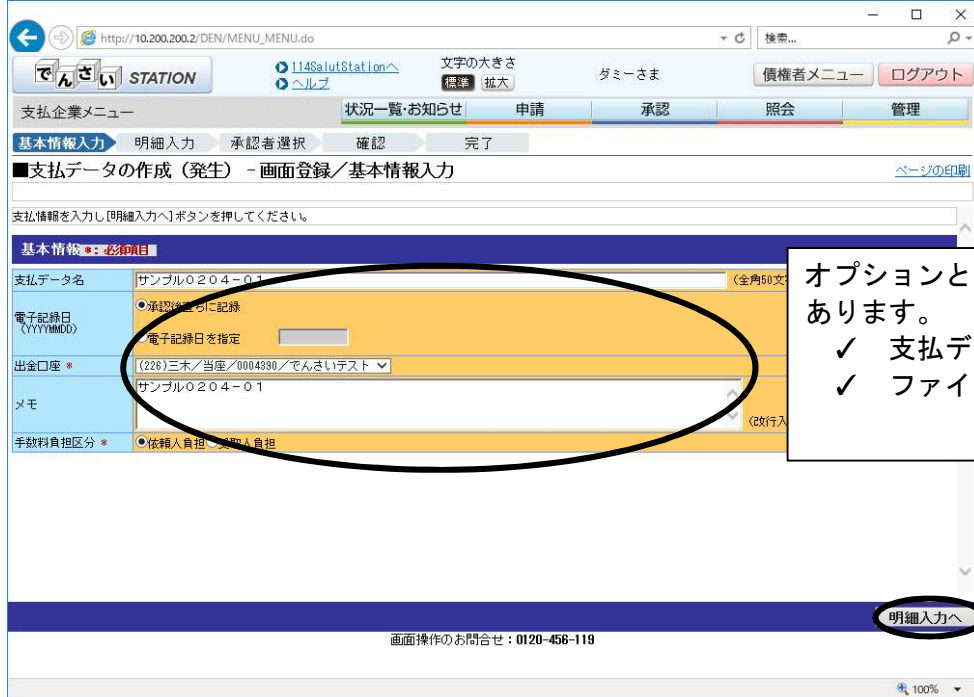 http://10.200.200.2/DEN/MENU_MENU.do 検索...
でんさい STATION 114SalutStationへ ヘルプ 文字の大きさ 標準 拡大 ダミーさま 債権者メニュー ログアウト
支払企業メニュー 状況一覧・お知らせ 申請 承認 照会 管理
基本情報入力 明細入力 承認者選択 確認 完了
■支払データの作成（発生）－画面登録／基本情報入力 ページの印刷
支払情報を入力し[明細入力へ]ボタンを押してください。
基本情報 *：必須項目
支払データ名 サンプル０２０４－０１ (全角50文
電子記録日 (YYYYMMDD) 承認後直ちに記録
電子記録日を指定
出金口座 * (226)三木／当座／0004390／でんさいテスト
メモ サンプル０２０４－０１
(改行入
手数料負担区分 * 依頼人負担 受取人負担
オプションと
あります。
✓ 支払デ
✓ ファイ
明細入力へ
画面操作のお問合せ：0120-456-119
100%